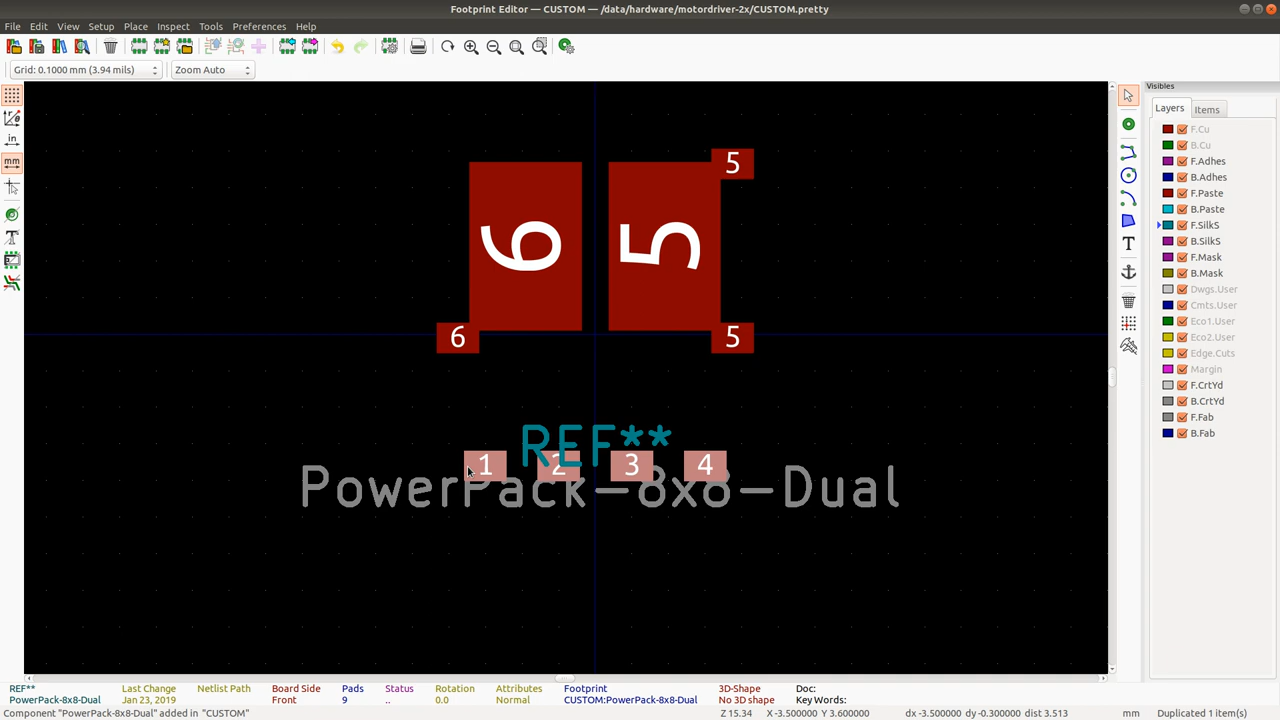 Footprint Editor — CUSTOM — /data/hardware/motordriver-2x/CUSTOM.pretty
File Edit View Setup Place Inspect Tools Preferences Help
Grid: 0.1000 mm (3.94 mils) Zoom Auto
Visibles
Layers Items
F.Cu
B.Cu
F.Adhes
B.Adhes
F.Paste
B.Paste
F.SilkS
B.SilkS
F.Mask
B.Mask
Dwgs.User
Cmts.User
Eco1.User
Eco2.User
Edge.Cuts
Margin
F.CrtYd
B.CrtYd
F.Fab
B.Fab
in
mm
5
6 5
6 5
REF**
1 2 3 4
PowerPack-8x8-Dual
REF** Last Change Netlist Path Board Side Pads Status Rotation Attributes Footprint 3D-Shape Doc:
PowerPack-8x8-Dual Jan 23, 2019 Front 9 .. 0.0 Normal CUSTOM:PowerPack-8x8-Dual No 3D shape Key Words:
Component "PowerPack-8x8-Dual" added in "CUSTOM" Z 15.34 X -3.500000 Y 3.600000 dx -3.500000 dy -0.300000 dist 3.513 mm Duplicated 1 item(s)